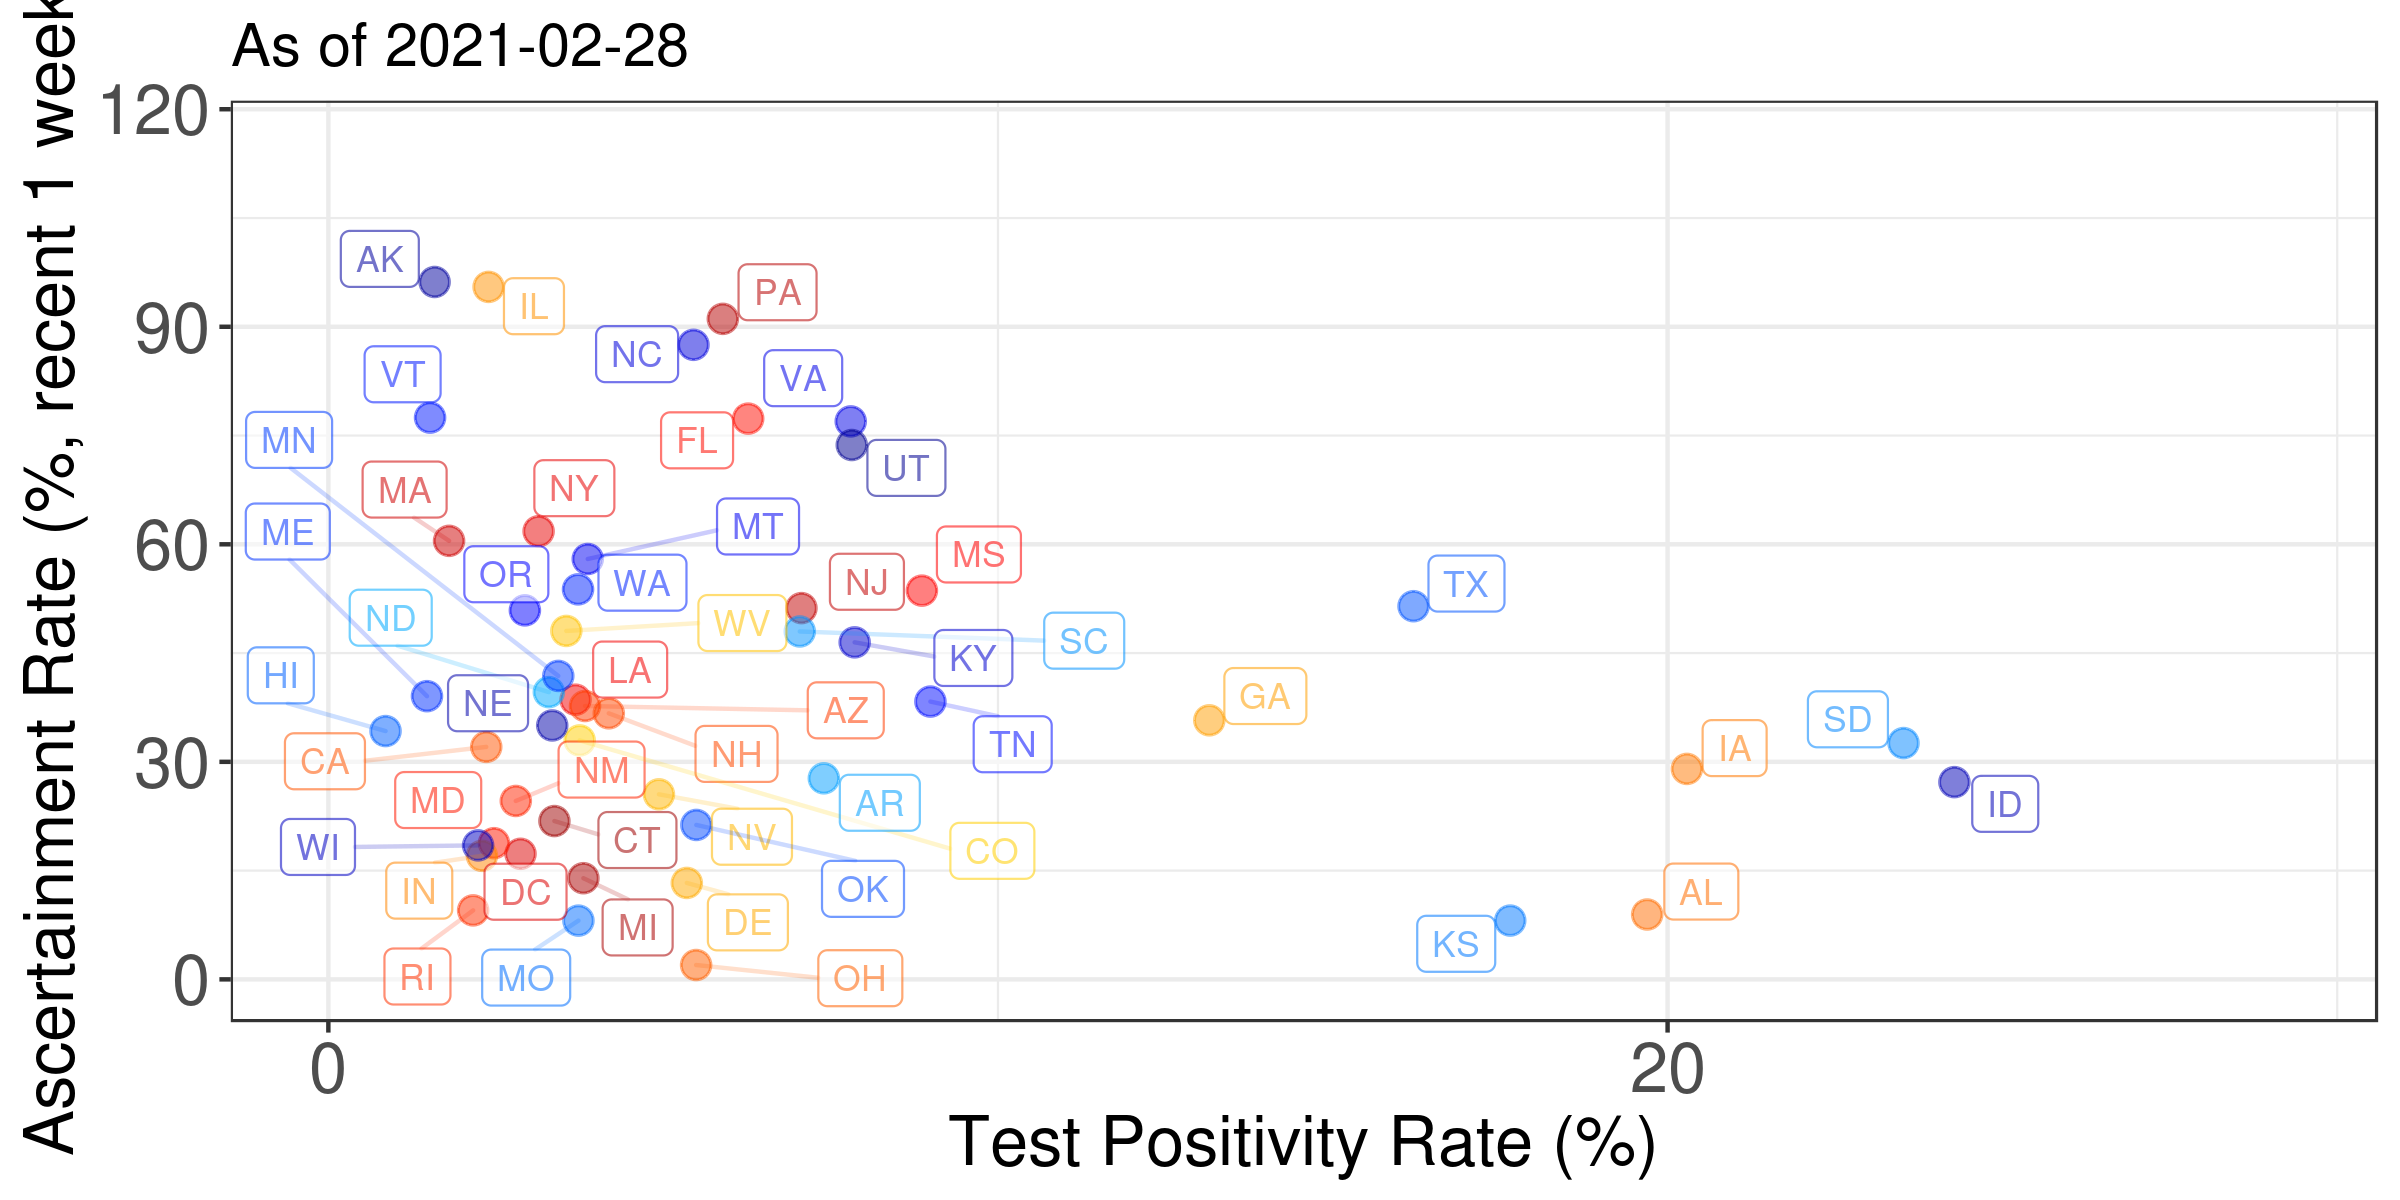 As of 2021-02-28
Ascertainment Rate (%, recent 1 week
120
90
60
30
0
AK
IL
PA
NC
VT
VA
MN
FL
UT
MA
NY
ME
MT
MS
OR
WA
NJ
TX
ND
WV
SC
KY
HI
LA
NE
GA
AZ
SD
TN
IA
CA
NH
NM
MD
AR
ID
WI
CT
NV
CO
IN
DC
OK
AL
MI
DE
KS
RI
MO
OH
0
20
Test Positivity Rate (%)